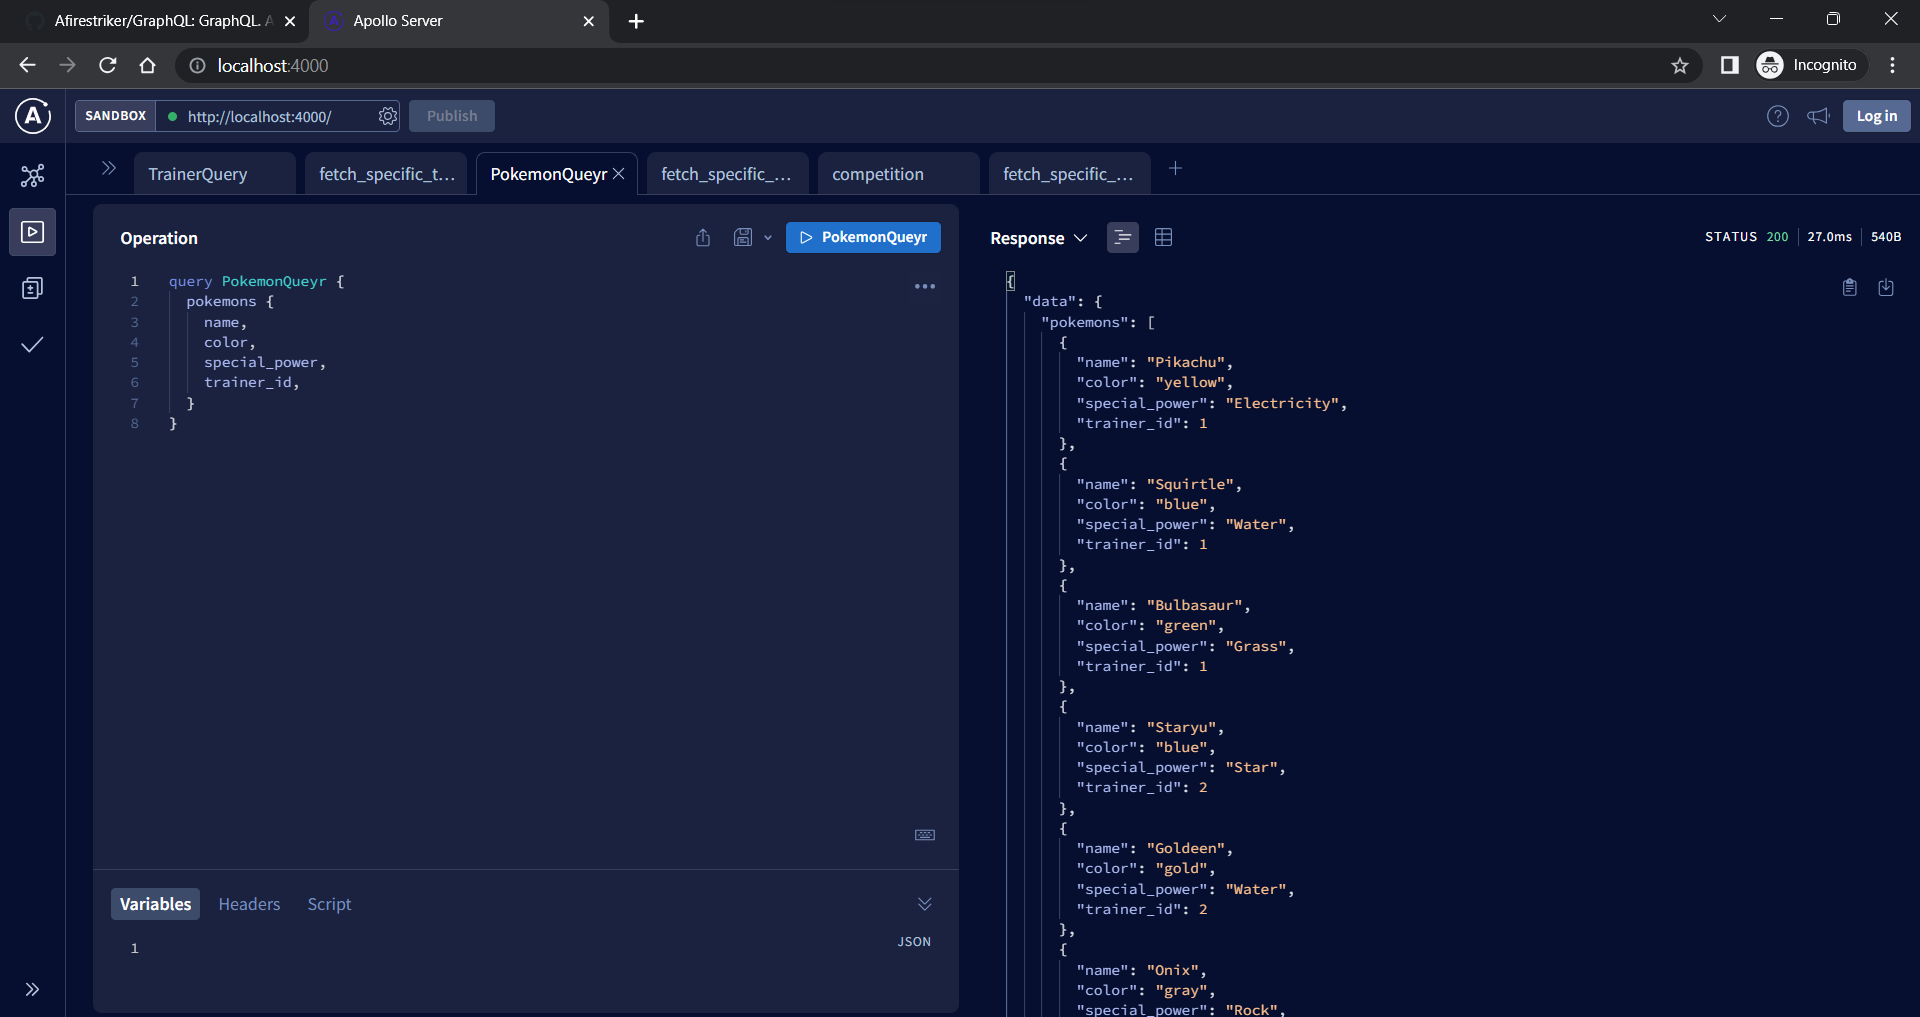 Afirestriker/GraphQL: GraphQL A
Apollo Server
localhost:4000
Incognito
SANDBOX
http://localhost:4000/
Publish
Log in
TrainerQuery
fetch_specific_t...
PokemonQueyr
fetch_specific_...
competition
fetch_specific_...
Operation
PokemonQueyr
1 query PokemonQueyr {
2 pokemons {
3 name,
4 color,
5 special_power,
6 trainer_id,
7 }
8 }
Variables
Headers
Script
1
JSON
Response
STATUS 200
27.0ms
540B
{
"data": {
"pokemons": [
{
"name": "Pikachu",
"color": "yellow",
"special_power": "Electricity",
"trainer_id": 1
},
{
"name": "Squirtle",
"color": "blue",
"special_power": "Water",
"trainer_id": 1
},
{
"name": "Bulbasaur",
"color": "green",
"special_power": "Grass",
"trainer_id": 1
},
{
"name": "Staryu",
"color": "blue",
"special_power": "Star",
"trainer_id": 2
},
{
"name": "Goldeen",
"color": "gold",
"special_power": "Water",
"trainer_id": 2
},
{
"name": "Onix",
"color": "gray",
"special_power": "Rock",